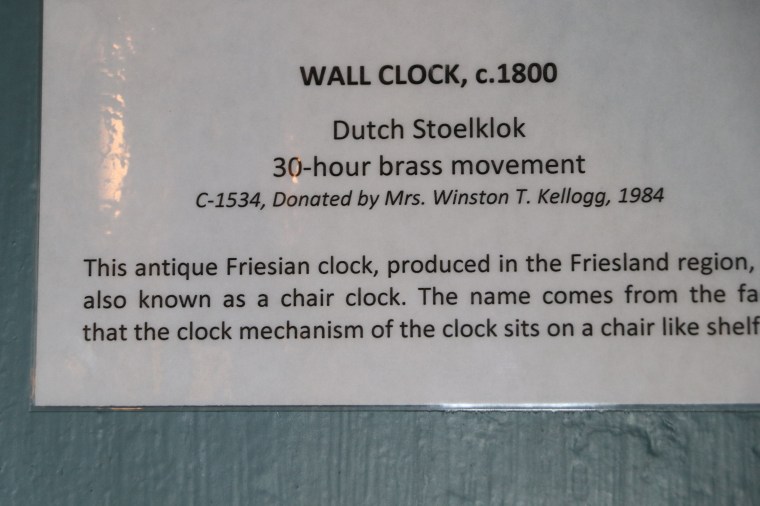 WALL CLOCK, c.1800
Dutch Stoelklok
30-hour brass movement
C-1534, Donated by Mrs. Winston T. Kellogg, 1984
This antique Friesian clock, produced in the Friesland region,
also known as a chair clock. The name comes from the fa
that the clock mechanism of the clock sits on a chair like shelf